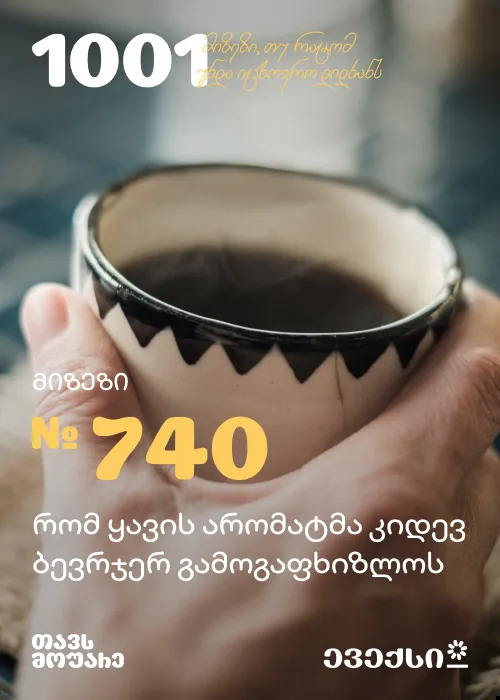 1001 მიზეზი, თუ რატომ
უნდა იცხოვრო დიდხანს
მიზეზი
№ 740
რომ ყავის არომატმა კიდევ
ბევრჯერ გამოგაფხიზლოს
თავს
მოუარე
ევექსი